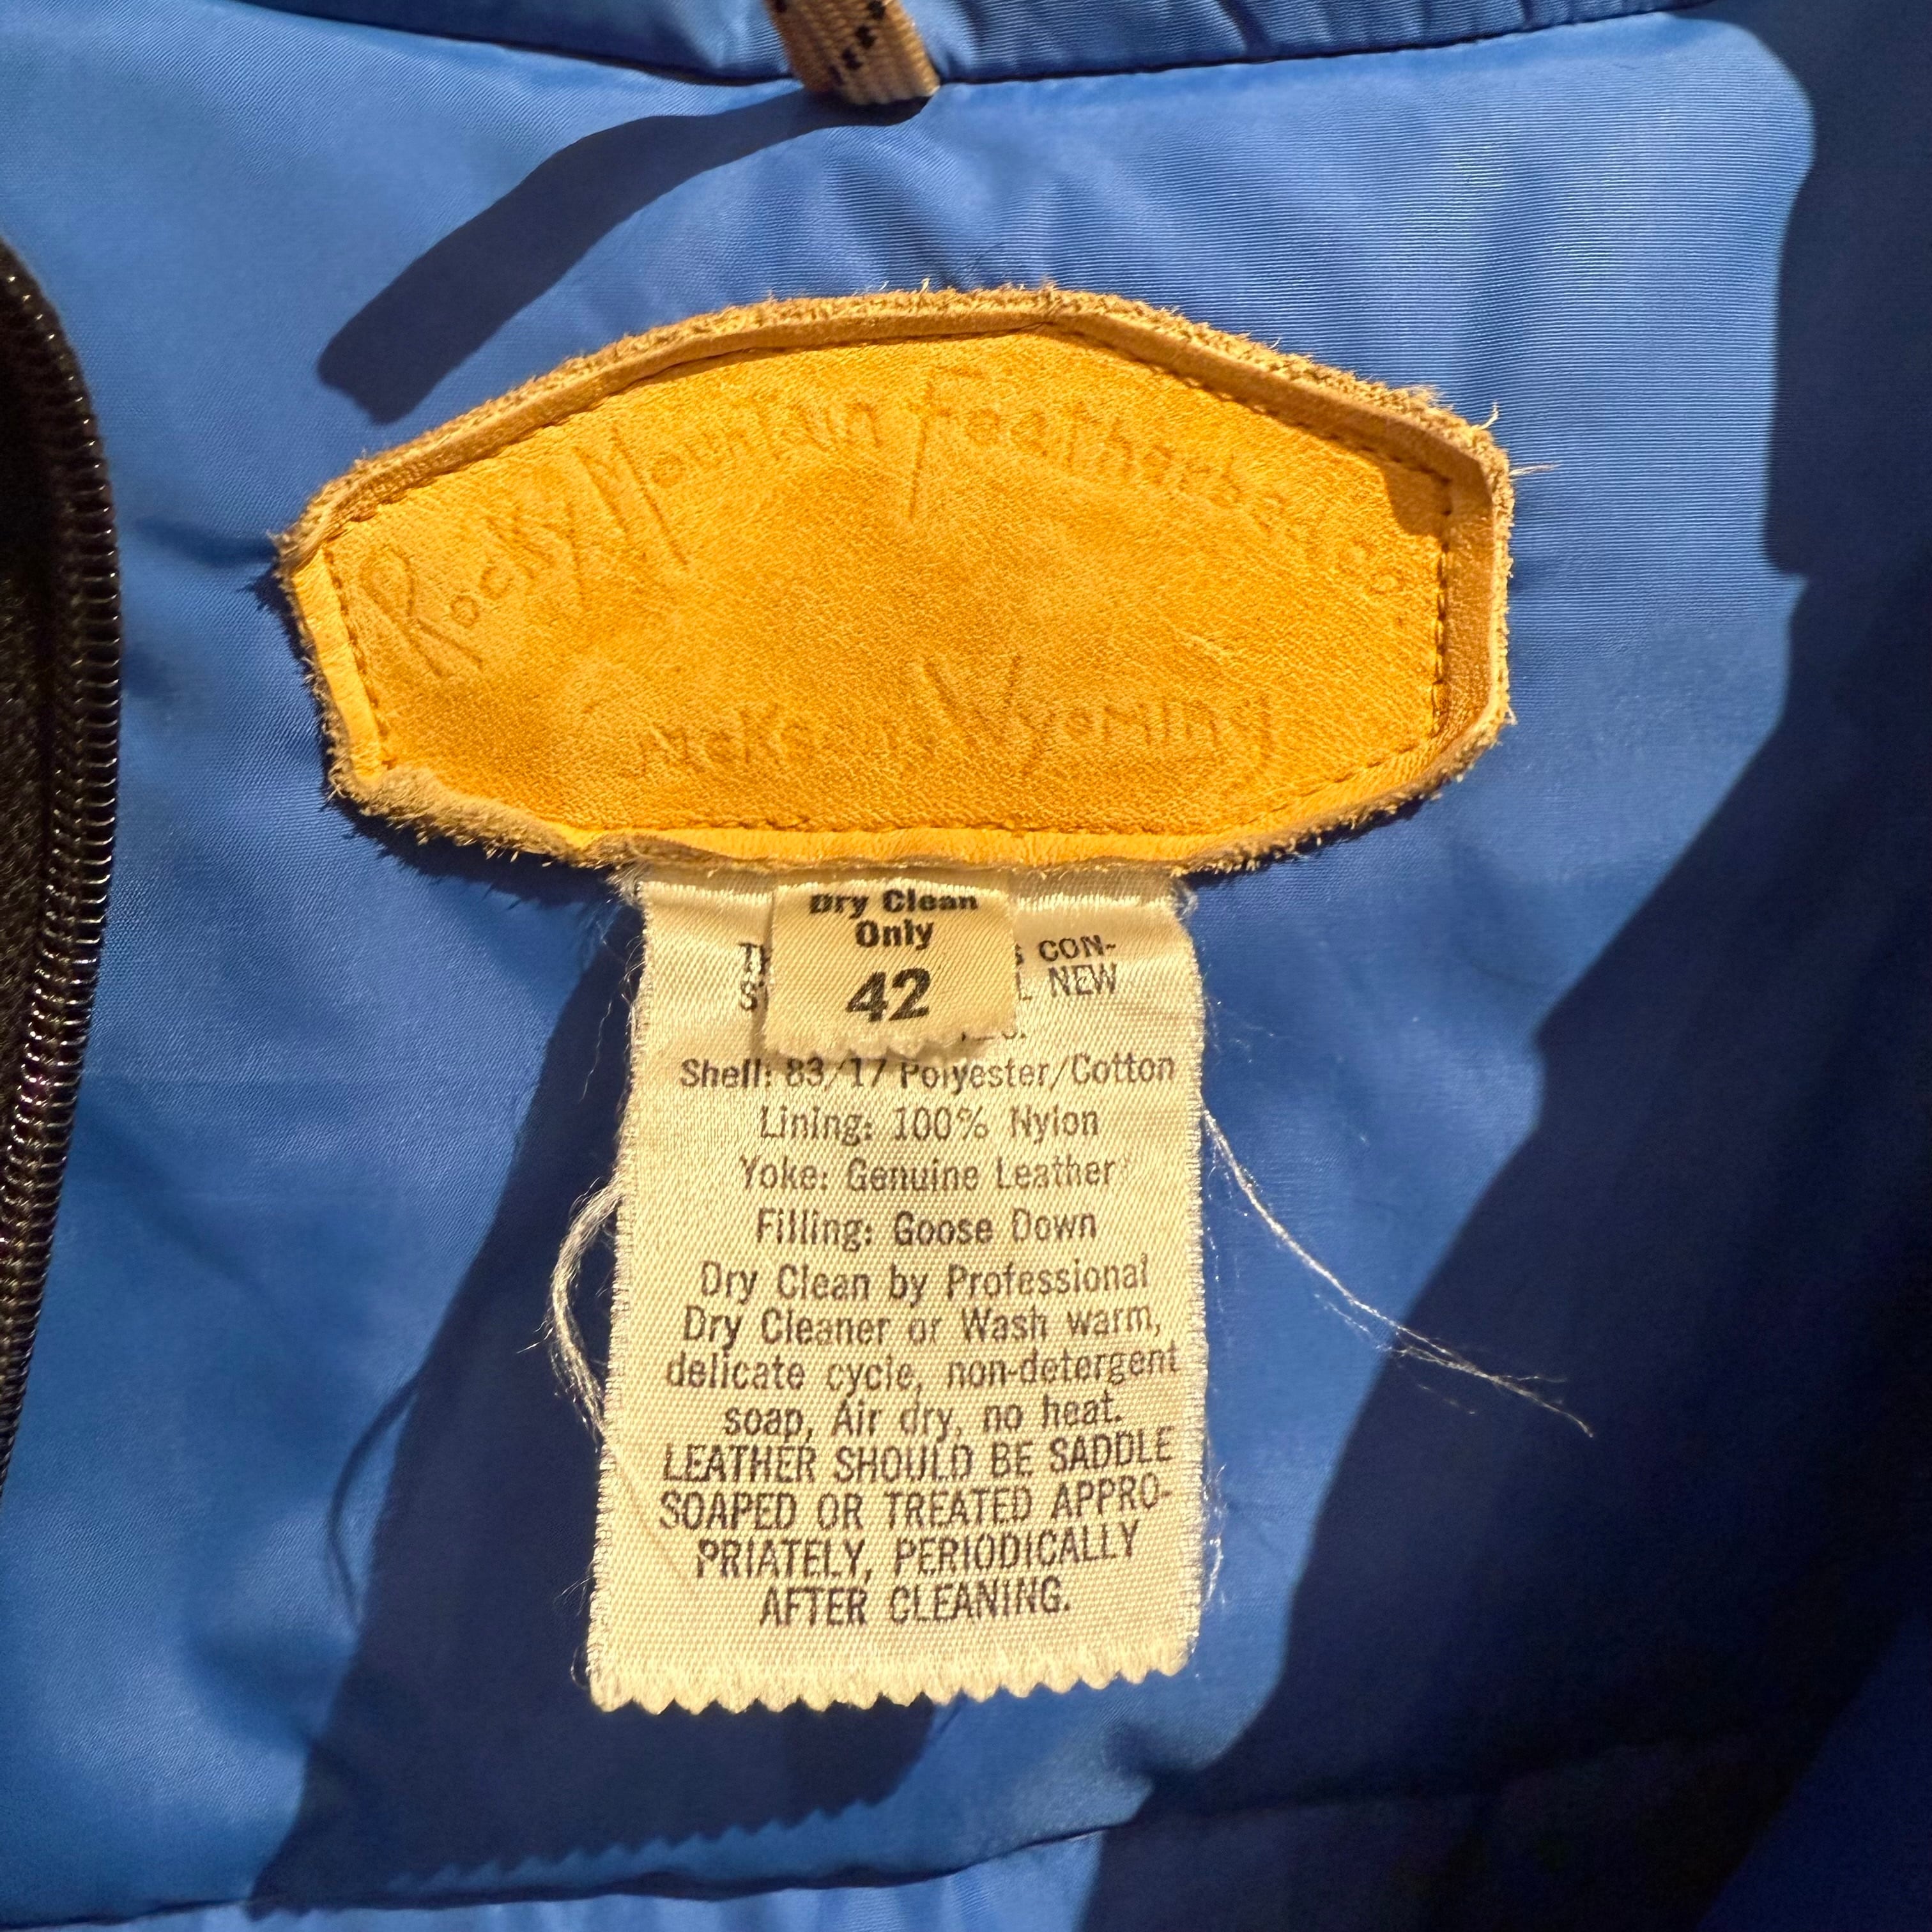 Rocky Mountain Featherbed Co
Jackson, Wyoming
Dry Clean
Only
42
CON-
NEW
Shell: 83/17 Polyester/Cotton
Lining: 100% Nylon
Yoke: Genuine Leather
Filling: Goose Down
Dry Clean by Professional
Dry Cleaner or Wash warm,
delicate cycle, non-detergent
soap, Air dry, no heat.
LEATHER SHOULD BE SADDLE
SOAPED OR TREATED APPRO-
PRIATELY, PERIODICALLY
AFTER CLEANING.